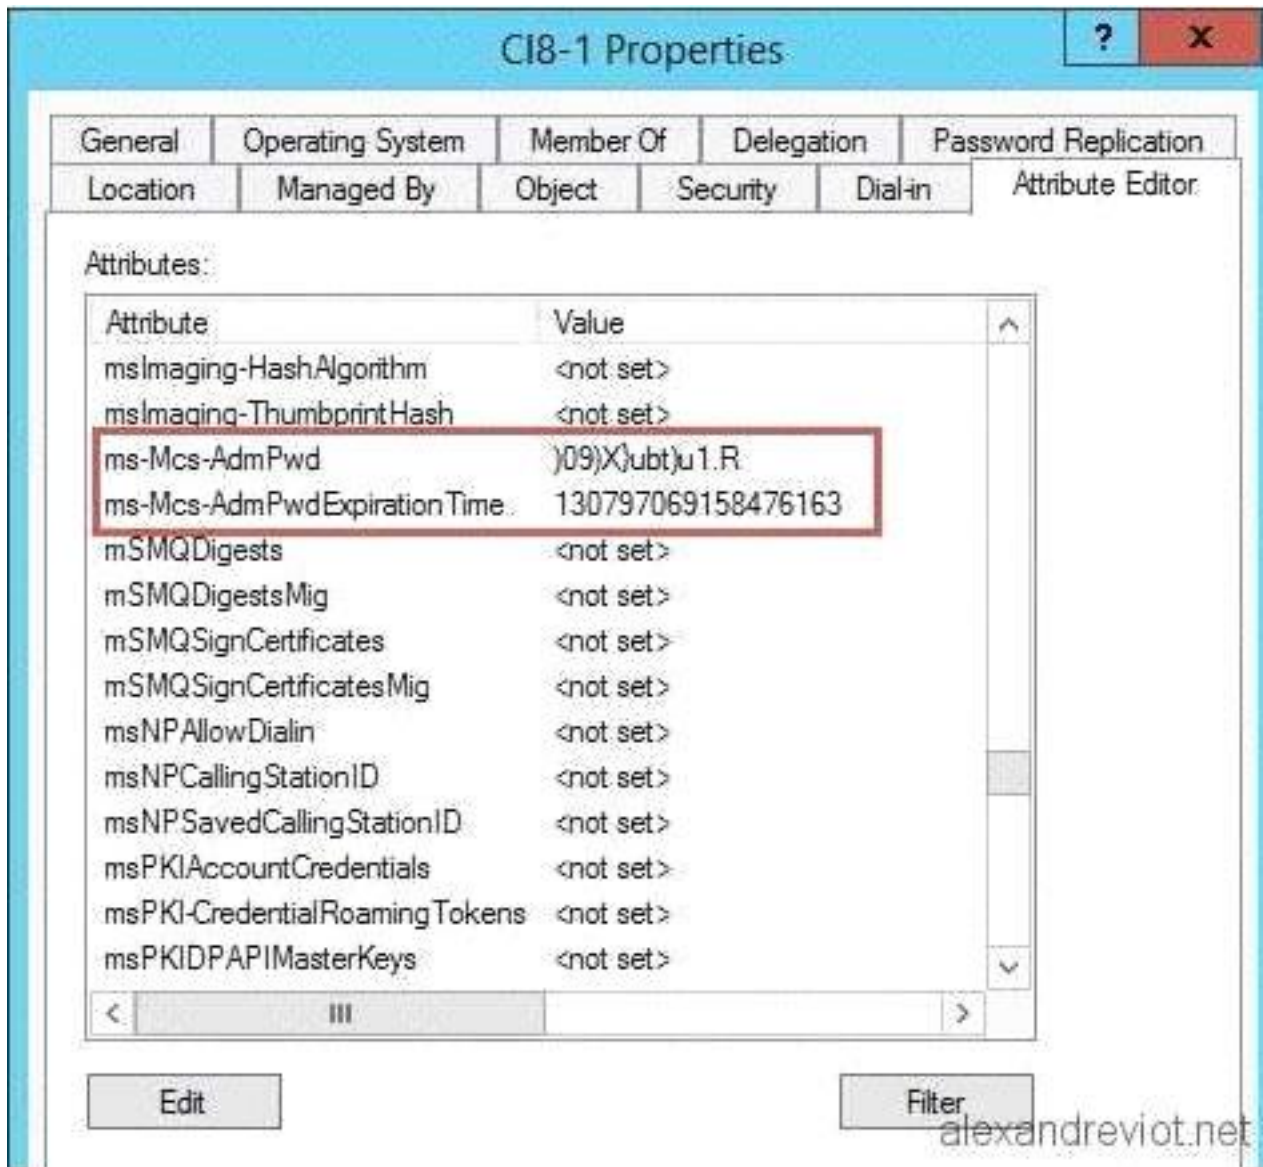 Cl8-1 Properties
?
x
General Operating System Member Of Delegation Password Replication
Location Managed By Object Security Dial-in Attribute Editor
Attributes:
Attribute Value
msImaging-HashAlgorithm <not set>
msImaging-ThumbprintHash <not set>
ms-Mcs-AdmPwd )09)X}ubt)u1.R
ms-Mcs-AdmPwdExpirationTime 130797069158476163
mSMQDigests <not set>
mSMQDigestsMig <not set>
mSMQSignCertificates <not set>
mSMQSignCertificatesMig <not set>
msNPAllowDialin <not set>
msNPCallingStationID <not set>
msNPSavedCallingStationID <not set>
msPKIAccountCredentials <not set>
msPKI-CredentialRoamingTokens <not set>
msPKIDPAPIMasterKeys <not set>
Edit Filter
alexandreviot.net